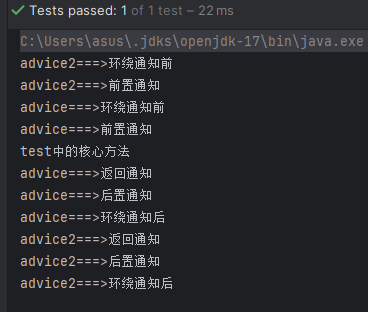 Tests passed: 1 of 1 test – 22 ms
C:\Users\asus\.jdks\openjdk-17\bin\java.exe
advice2===>环绕通知前
advice2===>前置通知
advice===>环绕通知前
advice===>前置通知
test中的核心方法
advice===>返回通知
advice===>后置通知
advice===>环绕通知后
advice2===>返回通知
advice2===>后置通知
advice2===>环绕通知后